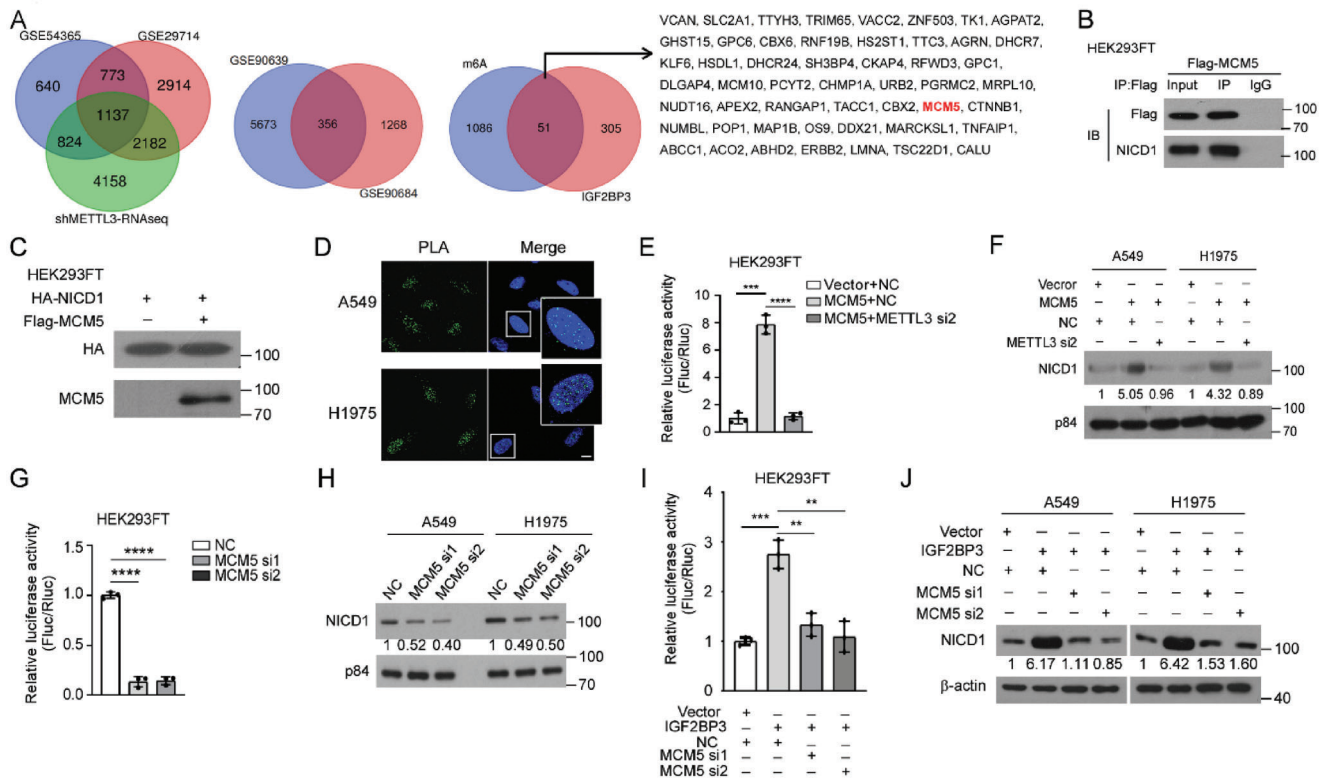 A
GSE54365
GSE29714
640
773
2914
1137
824
2182
4158
shMETTL3-RNAseq
GSE90639
5673
356
1268
GSE90684
m6A
1086
51
305
IGF2BP3
VCAN, SLC2A1, TTYH3, TRIM65, VACC2, ZNF503, TK1, AGPAT2,
GHST15, GPC6, CBX6, RNF19B, HS2ST1, TTC3, AGRN, DHCR7,
KLF6, HSDL1, DHCR24, SH3BP4, CKAP4, RFWD3, GPC1,
DLGAP4, MCM10, PCYT2, CHMP1A, URB2, PGRMC2, MRPL10,
NUDT16, APEX2, RANGAP1, TACC1, CBX2, MCM5, CTNNB1,
NUMBL, POP1, MAP1B, OS9, DDX21, MARCKSL1, TNFAIP1,
ABCC1, ACO2, ABHD2, ERBB2, LMNA, TSC22D1, CALU
B
HEK293FT
Flag-MCM5
IP:Flag Input IP IgG
IB
Flag
100
70
NICD1
100
C
HEK293FT
HA-NICD1 + +
Flag-MCM5 − +
HA
100
MCM5
100
70
D
PLA Merge
A549
H1975
E
HEK293FT
Relative luciferase activity
(Fluc/Rluc)
10
8
6
4
2
1
0
*** ****
Vector+NC
MCM5+NC
MCM5+METTL3 si2
F
A549 H1975
Vecror + − − + − −
MCM5 − + + − + +
NC + + − + + −
METTL3 si2 − − + − − +
NICD1
100
1 5.05 0.96 1 4.32 0.89
p84
100
70
G
HEK293FT
Relative luciferase activity
(Fluc/Rluc)
1.5
1.0
0.5
0.0
****
****
NC
MCM5 si1
MCM5 si2
H
A549 H1975
NC MCM5 si1 MCM5 si2 NC MCM5 si1 MCM5 si2
NICD1
100
1 0.52 0.40 1 0.49 0.50
p84
100
70
I
HEK293FT
Relative luciferase activity
(Fluc/Rluc)
4
3
2
1
0
**
*** **
Vector + − − −
IGF2BP3 − + + +
NC + + − −
MCM5 si1 − − + −
MCM5 si2 − − − +
J
A549 H1975
Vector + − − − + − − −
IGF2BP3 − + + + − + + +
NC + + − − + + − −
MCM5 si1 − − + − − − + −
MCM5 si2 − − − + − − − +
NICD1
100
1 6.17 1.11 0.85 1 6.42 1.53 1.60
β-actin
40